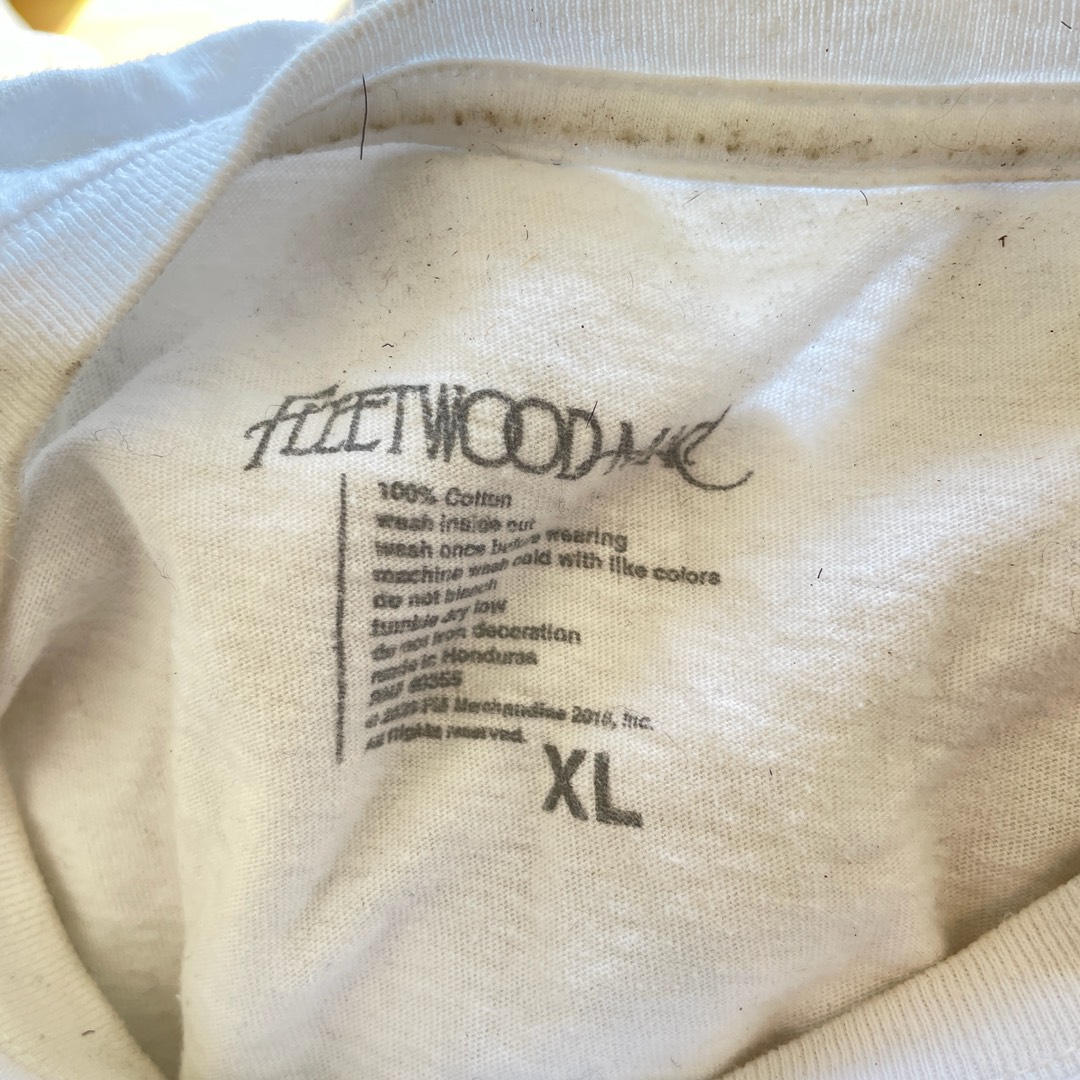 FLEETWOOD MAC
100% Cotton
wash inside out
wash once before wearing
machine wash cold with like colors
do not bleach
tumble dry low
do not iron decoration
made in Honduras
© FM Merchandise 2016, Inc.
All rights reserved.
XL